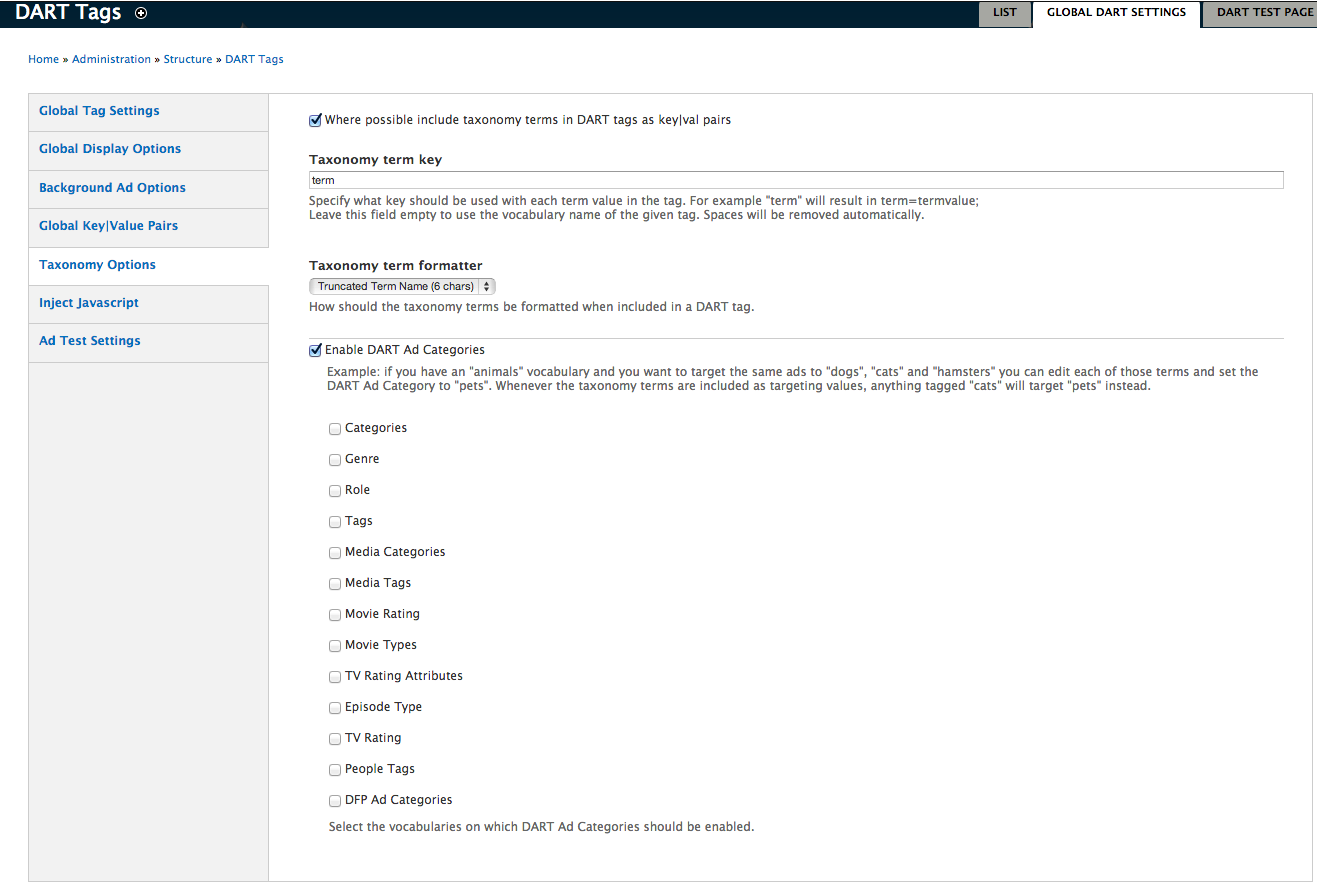 DART Tags
LIST
GLOBAL DART SETTINGS
DART TEST PAGE
Home » Administration » Structure » DART Tags
Global Tag Settings
Global Display Options
Background Ad Options
Global Key|Value Pairs
Taxonomy Options
Inject Javascript
Ad Test Settings
Where possible include taxonomy terms in DART tags as key|val pairs
Taxonomy term key
term
Specify what key should be used with each term value in the tag. For example "term" will result in term=termvalue;
Leave this field empty to use the vocabulary name of the given tag. Spaces will be removed automatically.
Taxonomy term formatter
Truncated Term Name (6 chars)
How should the taxonomy terms be formatted when included in a DART tag.
Enable DART Ad Categories
Example: if you have an "animals" vocabulary and you want to target the same ads to "dogs", "cats" and "hamsters" you can edit each of those terms and set the
DART Ad Category to "pets". Whenever the taxonomy terms are included as targeting values, anything tagged "cats" will target "pets" instead.
Categories
Genre
Role
Tags
Media Categories
Media Tags
Movie Rating
Movie Types
TV Rating Attributes
Episode Type
TV Rating
People Tags
DFP Ad Categories
Select the vocabularies on which DART Ad Categories should be enabled.